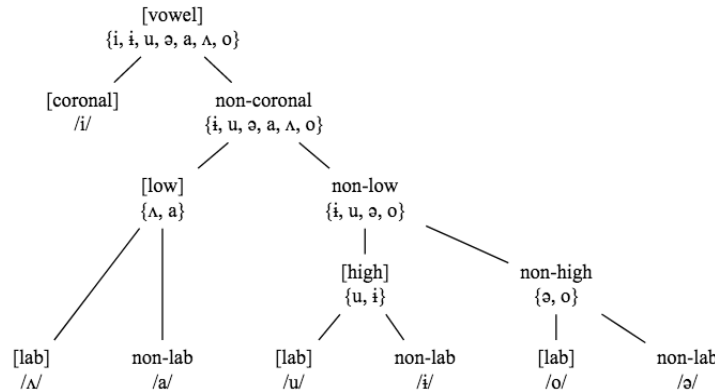 [vowel]
{i, ɨ, u, ə, a, ʌ, o}
[coronal] non-coronal
/i/ {ɨ, u, ə, a, ʌ, o}
[low] non-low
{ʌ, a} {ɨ, u, ə, o}
[high] non-high
{u, ɨ} {ə, o}
[lab] non-lab [lab] non-lab [lab] non-lab
/ʌ/ /a/ /u/ /ɨ/ /o/ /ə/